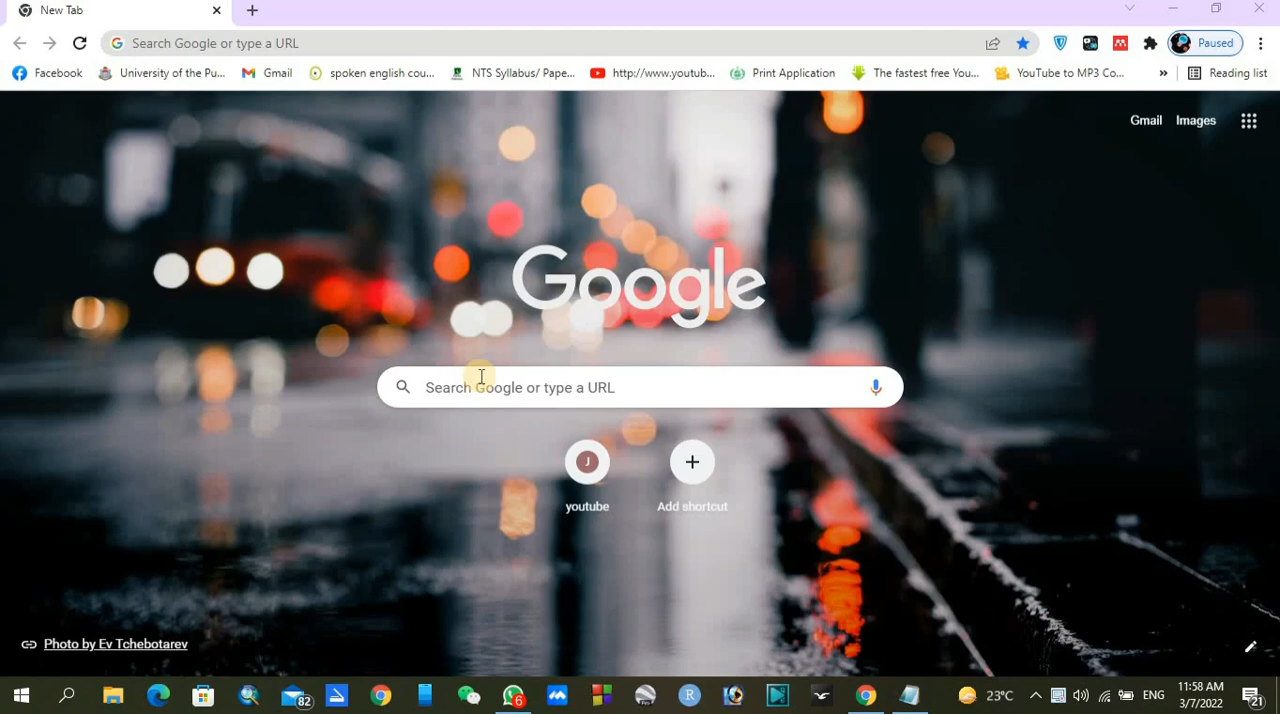 New Tab
Search Google or type a URL
Paused
Facebook
University of the Pu...
Gmail
spoken english cou...
NTS Syllabus/ Pape...
http://www.youtub...
Print Application
The fastest free You...
YouTube to MP3 Co...
»
Reading list
Gmail
Images
Google
Search Google or type a URL
J
youtube
Add shortcut
Photo by Ev Tchebotarev
82
6
R
23°C
ENG
11:58 AM
3/7/2022
21